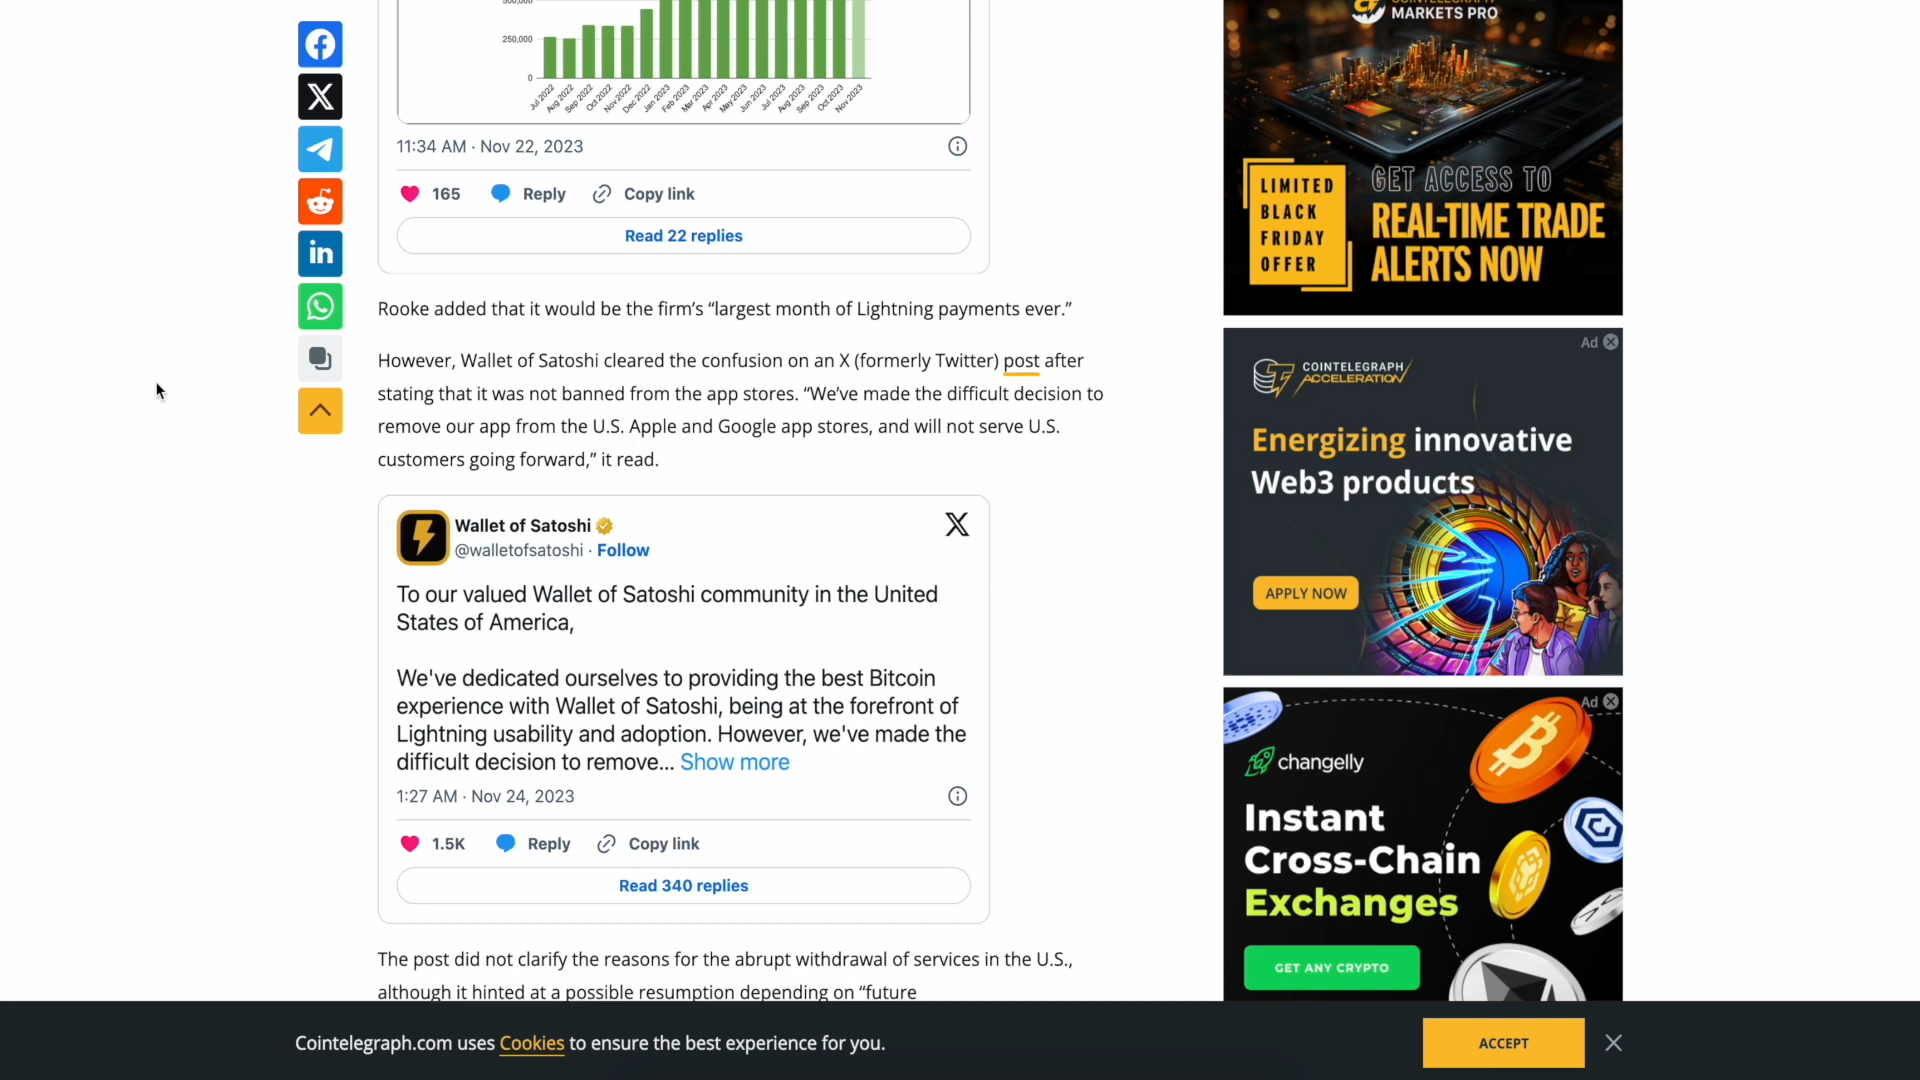 500,000
250,000
0
Jul 2022
Aug 2022
Sep 2022
Oct 2022
Nov 2022
Dec 2022
Jan 2023
Feb 2023
Mar 2023
Apr 2023
May 2023
Jun 2023
Jul 2023
Aug 2023
Sep 2023
Oct 2023
Nov 2023
11:34 AM · Nov 22, 2023
165 Reply Copy link
Read 22 replies
Rooke added that it would be the firm’s “largest month of Lightning payments ever.”
However, Wallet of Satoshi cleared the confusion on an X (formerly Twitter) post after
stating that it was not banned from the app stores. “We’ve made the difficult decision to
remove our app from the U.S. Apple and Google app stores, and will not serve U.S.
customers going forward,” it read.
Wallet of Satoshi
@walletofsatoshi · Follow
To our valued Wallet of Satoshi community in the United
States of America,
We've dedicated ourselves to providing the best Bitcoin
experience with Wallet of Satoshi, being at the forefront of
Lightning usability and adoption. However, we've made the
difficult decision to remove... Show more
1:27 AM · Nov 24, 2023
1.5K Reply Copy link
Read 340 replies
The post did not clarify the reasons for the abrupt withdrawal of services in the U.S.,
although it hinted at a possible resumption depending on “future
COINTELEGRAPH
MARKETS PRO
LIMITED
BLACK
FRIDAY
OFFER
GET ACCESS TO
REAL-TIME TRADE
ALERTS NOW
Ad
COINTELEGRAPH
ACCELERATION
Energizing innovative
Web3 products
APPLY NOW
Ad
changelly
Instant
Cross-Chain
Exchanges
GET ANY CRYPTO
Cointelegraph.com uses Cookies to ensure the best experience for you.
ACCEPT